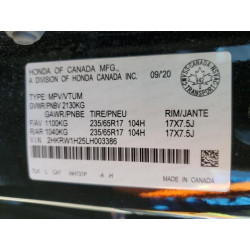 HONDA OF CANADA MFG.,
A DIVISION OF HONDA CANADA INC. 09/20
TYPE: MPV/VTUM
GVWR/PNBV 2130KG
GAWR/PNBE TIRE/PNEU RIM/JANTE
F/AV 1100KG 235/65R17 104H 17X7.5J
R/AR 1040KG 235/65R17 104H 17X7.5J
V.I.N.: 2HKRW1H25LH003386
MADE IN CANADA